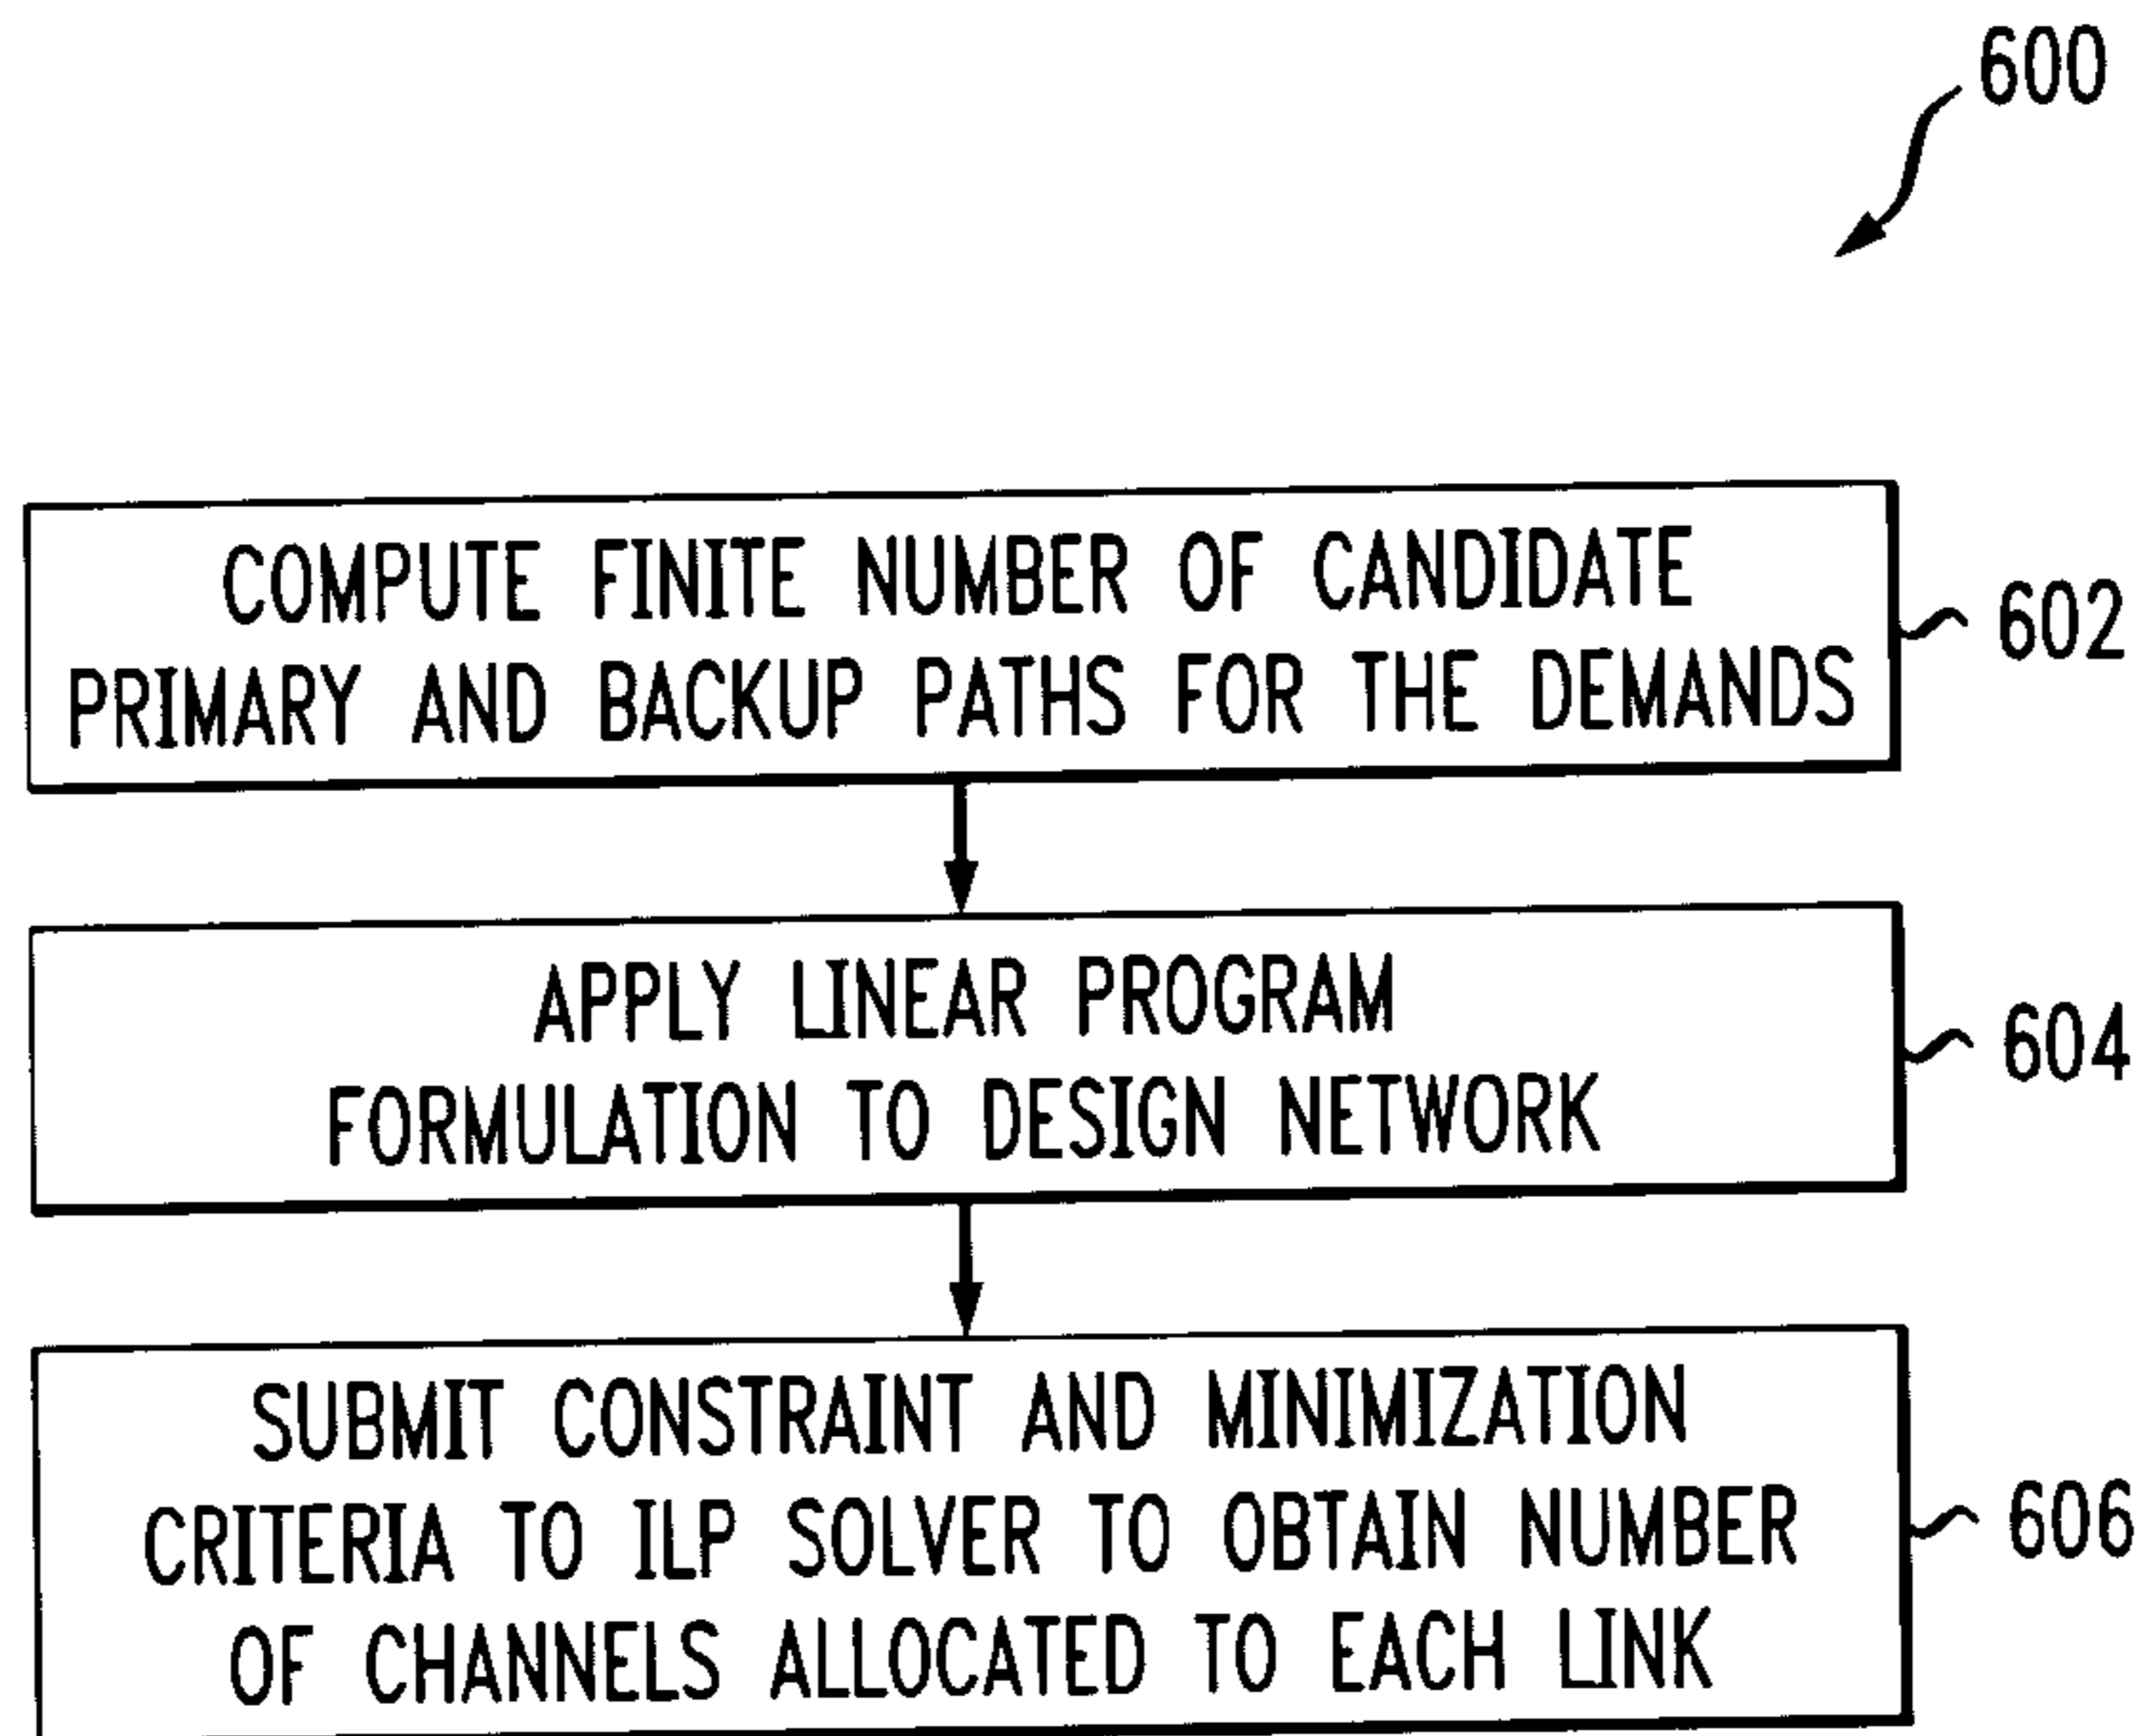 600
COMPUTE FINITE NUMBER OF CANDIDATE
PRIMARY AND BACKUP PATHS FOR THE DEMANDS
602
APPLY LINEAR PROGRAM
FORMULATION TO DESIGN NETWORK
604
SUBMIT CONSTRAINT AND MINIMIZATION
CRITERIA TO ILP SOLVER TO OBTAIN NUMBER
OF CHANNELS ALLOCATED TO EACH LINK
606